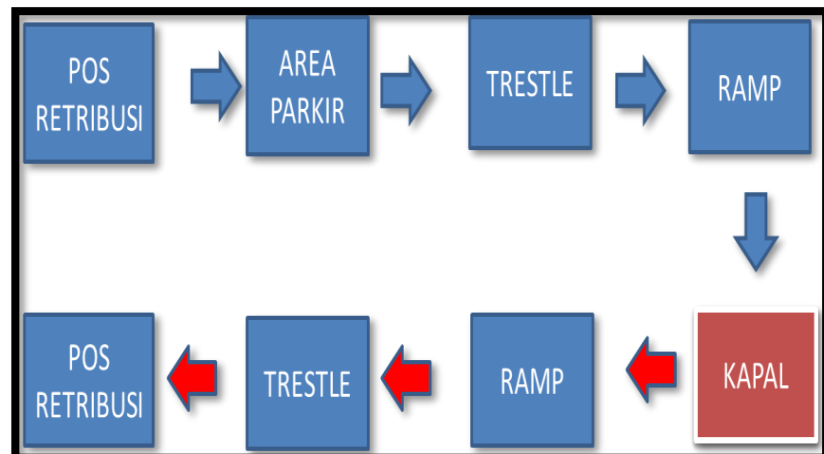 POS
RETRIBUSI
AREA
PARKIR
TRESTLE
RAMP
POS
RETRIBUSI
TRESTLE
RAMP
KAPAL